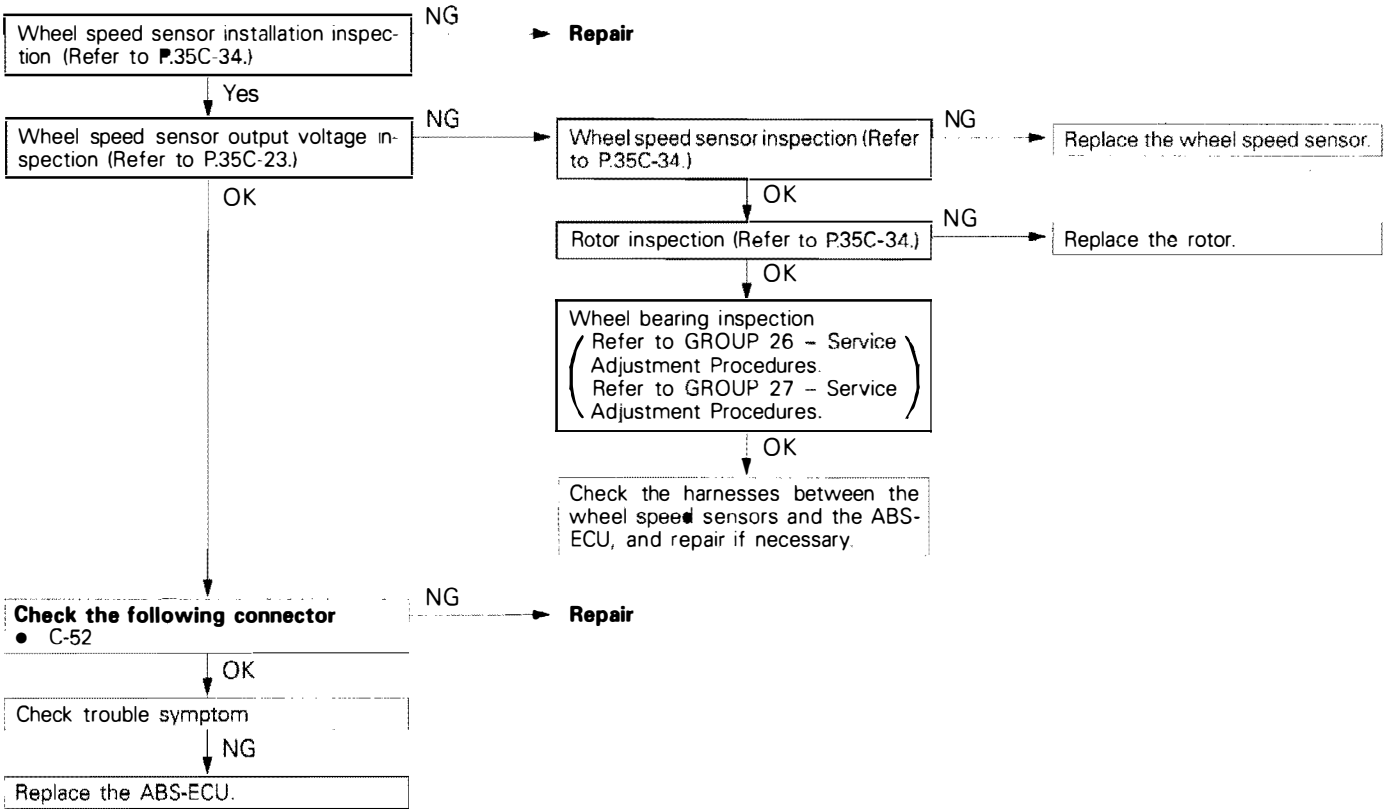 Wheel speed sensor installation inspec-
tion (Refer to P.35C-34.)
NG
Repair
Yes
Wheel speed sensor output voltage in-
spection (Refer to P.35C-23.)
NG
Wheel speed sensor inspection (Refer
to P.35C-34.)
NG
Replace the wheel speed sensor.
OK
OK
Rotor inspection (Refer to P.35C-34.)
NG
Replace the rotor.
OK
Wheel bearing inspection
Refer to GROUP 26 – Service
Adjustment Procedures.
Refer to GROUP 27 – Service
Adjustment Procedures.
OK
Check the harnesses between the
wheel speed sensors and the ABS-
ECU, and repair if necessary.
Check the following connector
● C-52
NG
Repair
OK
Check trouble symptom
NG
Replace the ABS-ECU.